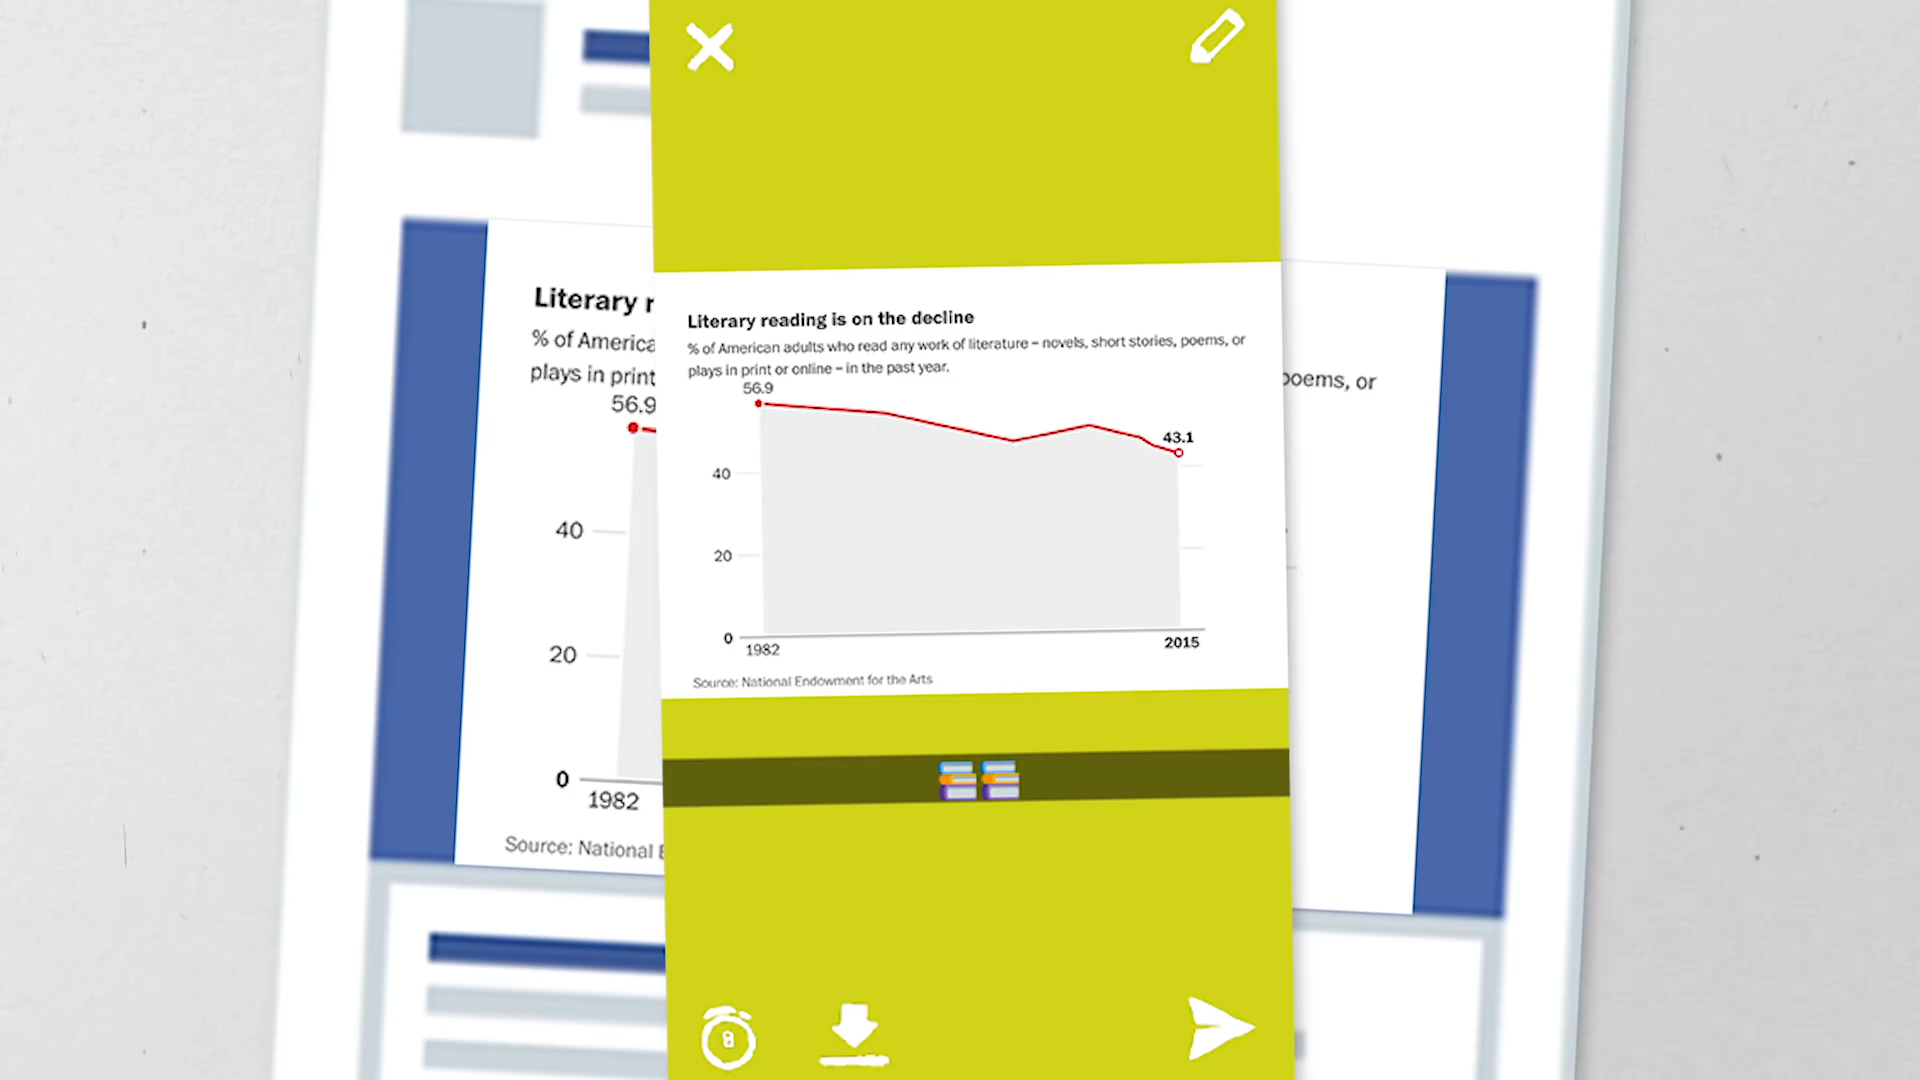 Literary reading is on the decline
% of American adults who read any work of literature – novels, short stories, poems, or
plays in print or online – in the past year.
56.9
43.1
40
20
0
1982
2015
Source: National Endowment for the Arts
8
Literary r
% of America
plays in print
poems, or
56.9
40
20
0
1982
Source: National E